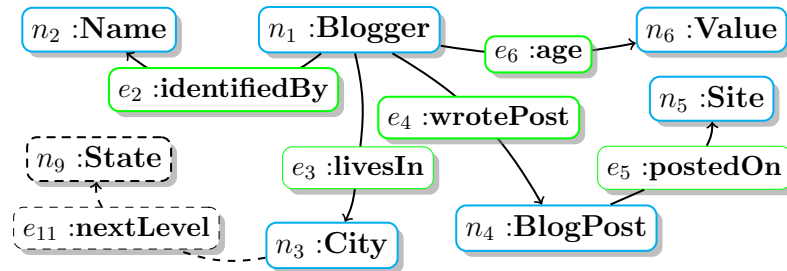 n₂ :Name
n₁ :Blogger
n₆ :Value
e₆ :age
e₂ :identifiedBy
n₅ :Site
e₄ :wrotePost
n₉ :State
e₃ :livesIn
e₅ :postedOn
e₁₁ :nextLevel
n₄ :BlogPost
n₃ :City